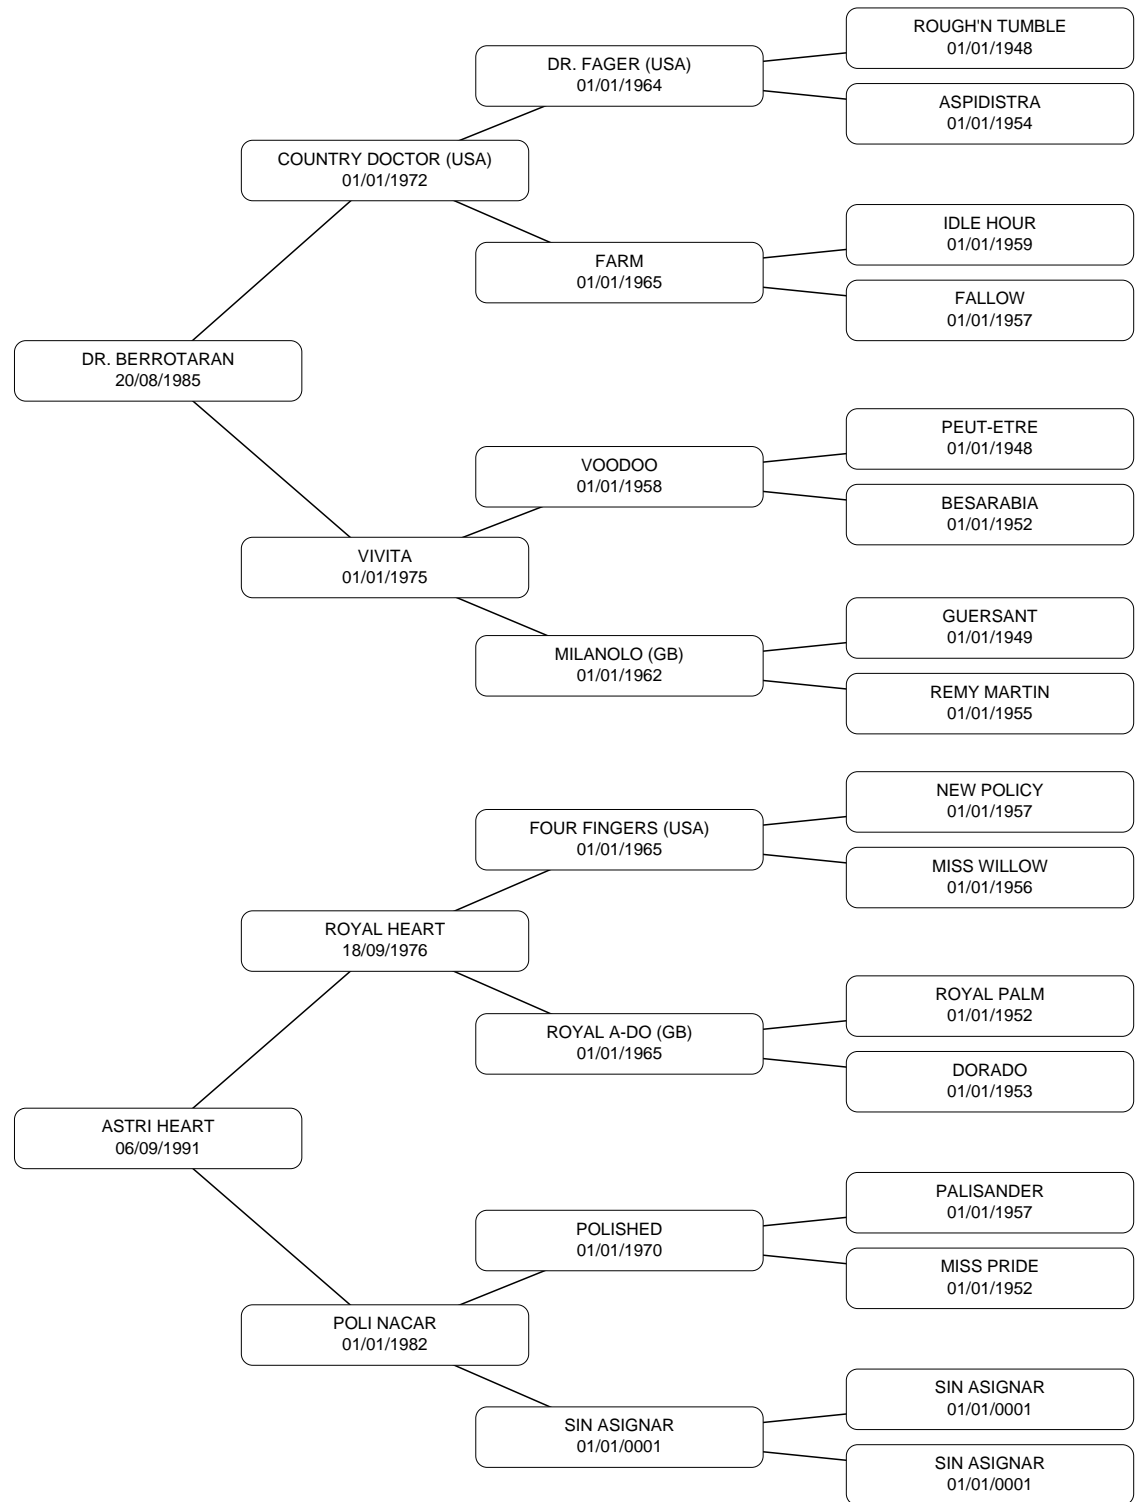 ROUGH'N TUMBLE
01/01/1948
DR. FAGER (USA)
01/01/1964
ASPIDISTRA
01/01/1954
COUNTRY DOCTOR (USA)
01/01/1972
IDLE HOUR
01/01/1959
FARM
01/01/1965
FALLOW
01/01/1957
DR. BERROTARAN
20/08/1985
PEUT-ETRE
01/01/1948
VOODOO
01/01/1958
BESARABIA
01/01/1952
VIVITA
01/01/1975
GUERSANT
01/01/1949
MILANOLO (GB)
01/01/1962
REMY MARTIN
01/01/1955
NEW POLICY
01/01/1957
FOUR FINGERS (USA)
01/01/1965
MISS WILLOW
01/01/1956
ROYAL HEART
18/09/1976
ROYAL PALM
01/01/1952
ROYAL A-DO (GB)
01/01/1965
DORADO
01/01/1953
ASTRI HEART
06/09/1991
PALISANDER
01/01/1957
POLISHED
01/01/1970
MISS PRIDE
01/01/1952
POLI NACAR
01/01/1982
SIN ASIGNAR
01/01/0001
SIN ASIGNAR
01/01/0001
SIN ASIGNAR
01/01/0001